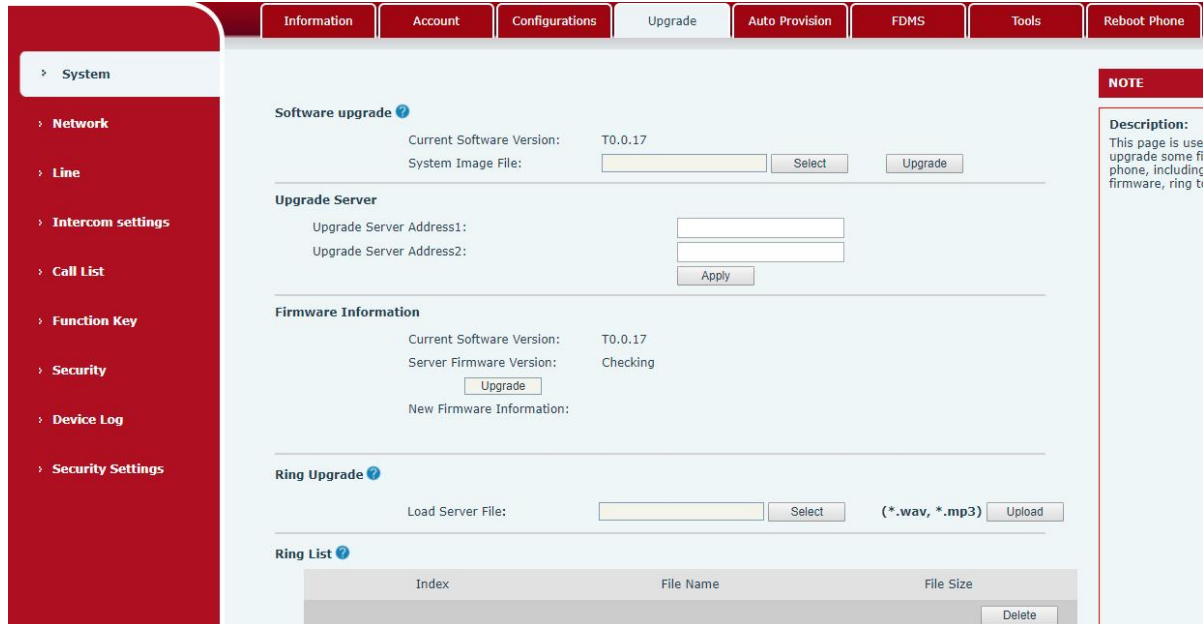 Information Account Configurations Upgrade Auto Provision FDMS Tools Reboot Phone
System
Network
Line
Intercom settings
Call List
Function Key
Security
Device Log
Security Settings
Software upgrade ?
Current Software Version: T0.0.17
System Image File: Select Upgrade
Upgrade Server
Upgrade Server Address1:
Upgrade Server Address2:
Apply
Firmware Information
Current Software Version: T0.0.17
Server Firmware Version: Checking
Upgrade
New Firmware Information:
Ring Upgrade ?
Load Server File: Select (*.wav, *.mp3) Upload
Ring List ?
Index File Name File Size
Delete
NOTE
Description:
This page is use
upgrade some fi
phone, including
firmware, ring to